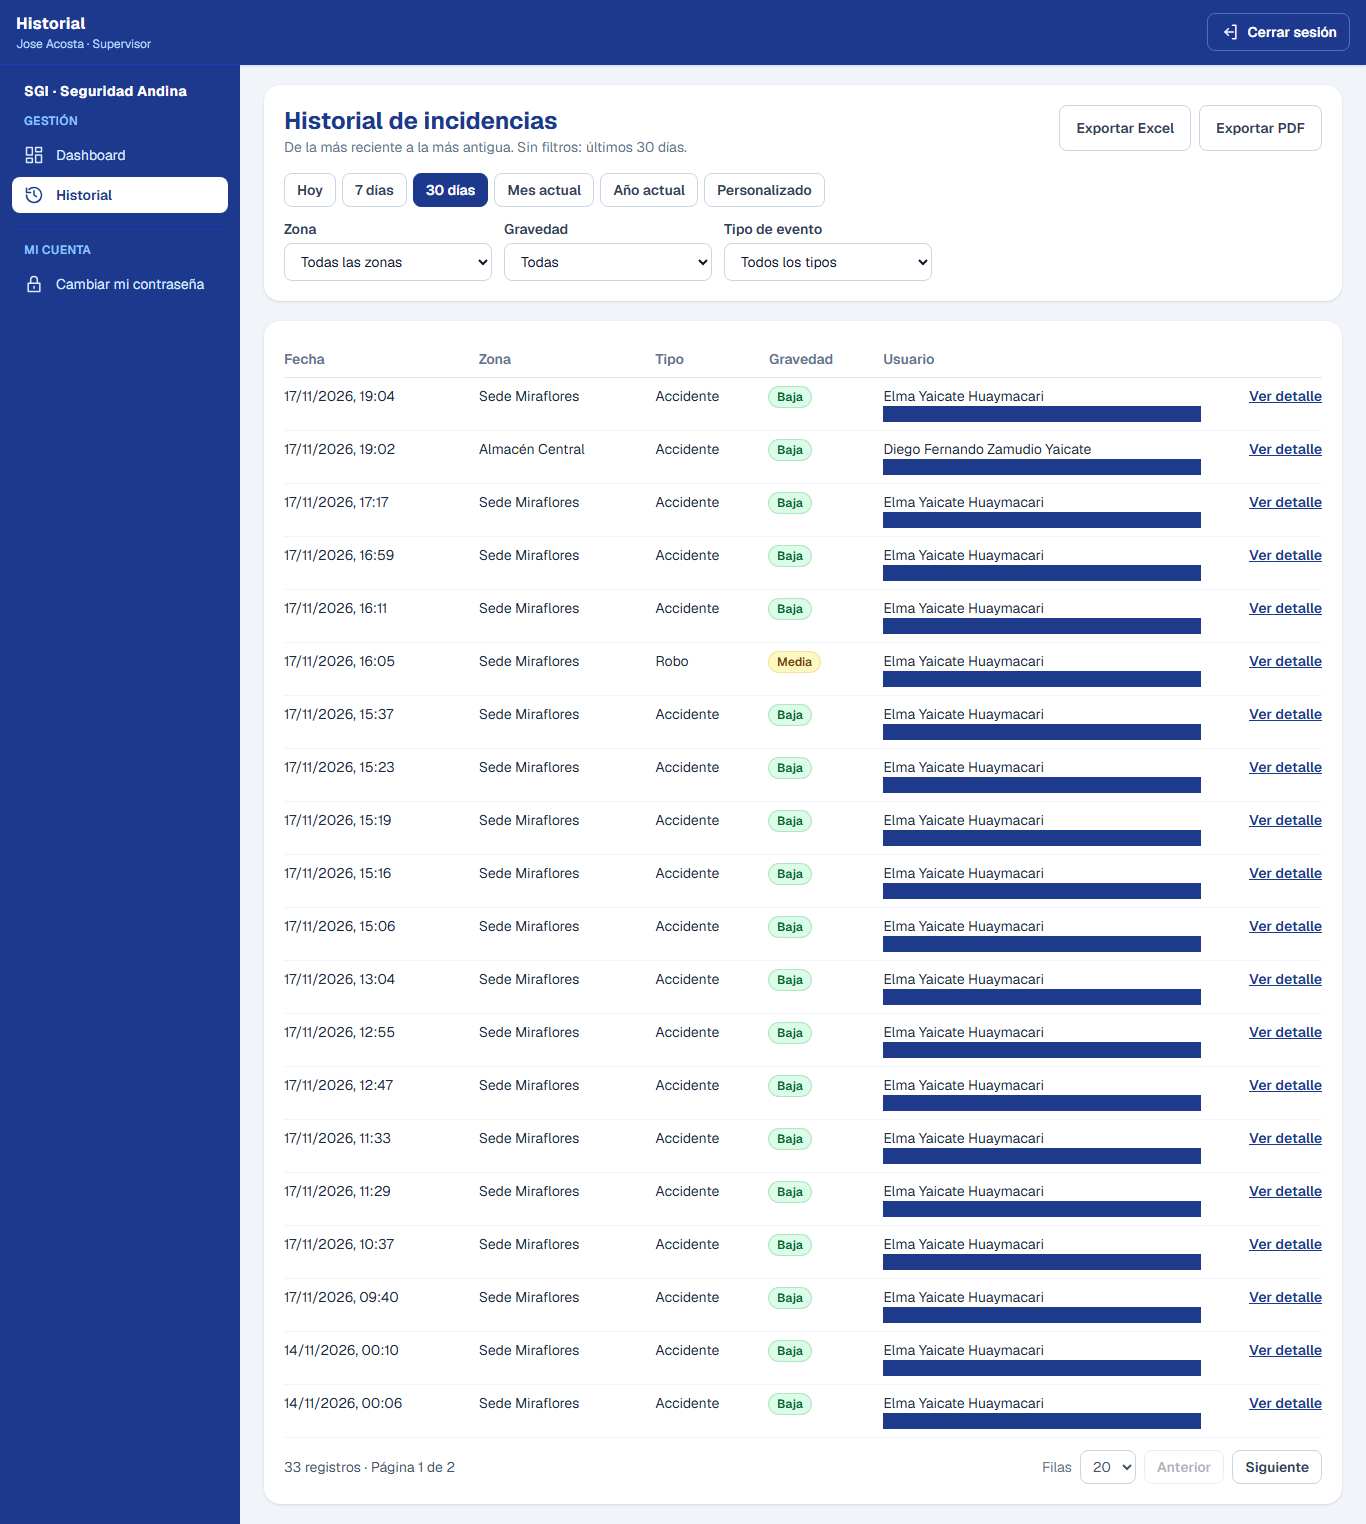 Historial
Jose Acosta · Supervisor
Cerrar sesión
SGI · Seguridad Andina
GESTIÓN
Dashboard
Historial
MI CUENTA
Cambiar mi contraseña
Historial de incidencias
De la más reciente a la más antigua. Sin filtros: últimos 30 días.
Exportar Excel Exportar PDF
Hoy 7 días 30 días Mes actual Año actual Personalizado
Zona Gravedad Tipo de evento
Todas las zonas Todas Todos los tipos
Fecha Zona Tipo Gravedad Usuario
17/11/2026, 19:04 Sede Miraflores Accidente Baja Elma Yaicate Huaymacari Ver detalle
17/11/2026, 19:02 Almacén Central Accidente Baja Diego Fernando Zamudio Yaicate Ver detalle
17/11/2026, 17:17 Sede Miraflores Accidente Baja Elma Yaicate Huaymacari Ver detalle
17/11/2026, 16:59 Sede Miraflores Accidente Baja Elma Yaicate Huaymacari Ver detalle
17/11/2026, 16:11 Sede Miraflores Accidente Baja Elma Yaicate Huaymacari Ver detalle
17/11/2026, 16:05 Sede Miraflores Robo Media Elma Yaicate Huaymacari Ver detalle
17/11/2026, 15:37 Sede Miraflores Accidente Baja Elma Yaicate Huaymacari Ver detalle
17/11/2026, 15:23 Sede Miraflores Accidente Baja Elma Yaicate Huaymacari Ver detalle
17/11/2026, 15:19 Sede Miraflores Accidente Baja Elma Yaicate Huaymacari Ver detalle
17/11/2026, 15:16 Sede Miraflores Accidente Baja Elma Yaicate Huaymacari Ver detalle
17/11/2026, 15:06 Sede Miraflores Accidente Baja Elma Yaicate Huaymacari Ver detalle
17/11/2026, 13:04 Sede Miraflores Accidente Baja Elma Yaicate Huaymacari Ver detalle
17/11/2026, 12:55 Sede Miraflores Accidente Baja Elma Yaicate Huaymacari Ver detalle
17/11/2026, 12:47 Sede Miraflores Accidente Baja Elma Yaicate Huaymacari Ver detalle
17/11/2026, 11:33 Sede Miraflores Accidente Baja Elma Yaicate Huaymacari Ver detalle
17/11/2026, 11:29 Sede Miraflores Accidente Baja Elma Yaicate Huaymacari Ver detalle
17/11/2026, 10:37 Sede Miraflores Accidente Baja Elma Yaicate Huaymacari Ver detalle
17/11/2026, 09:40 Sede Miraflores Accidente Baja Elma Yaicate Huaymacari Ver detalle
14/11/2026, 00:10 Sede Miraflores Accidente Baja Elma Yaicate Huaymacari Ver detalle
14/11/2026, 00:06 Sede Miraflores Accidente Baja Elma Yaicate Huaymacari Ver detalle
33 registros · Página 1 de 2 Filas 20 Anterior Siguiente